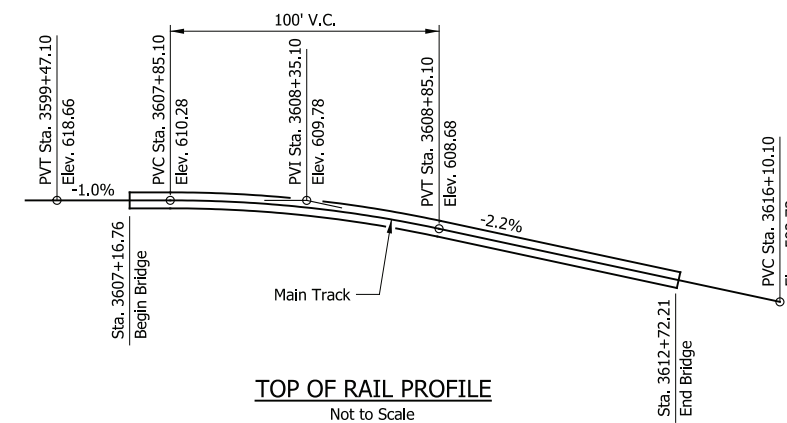 100' V.C.
PVT Sta. 3599+47.10
Elev. 618.66
PVC Sta. 3607+85.10
Elev. 610.28
PVI Sta. 3608+35.10
Elev. 609.78
PVT Sta. 3608+85.10
Elev. 608.68
PVC Sta. 3616+10.10
-1.0%
-2.2%
Main Track
Sta. 3607+16.76
Begin Bridge
Sta. 3612+72.21
End Bridge
TOP OF RAIL PROFILE
Not to Scale